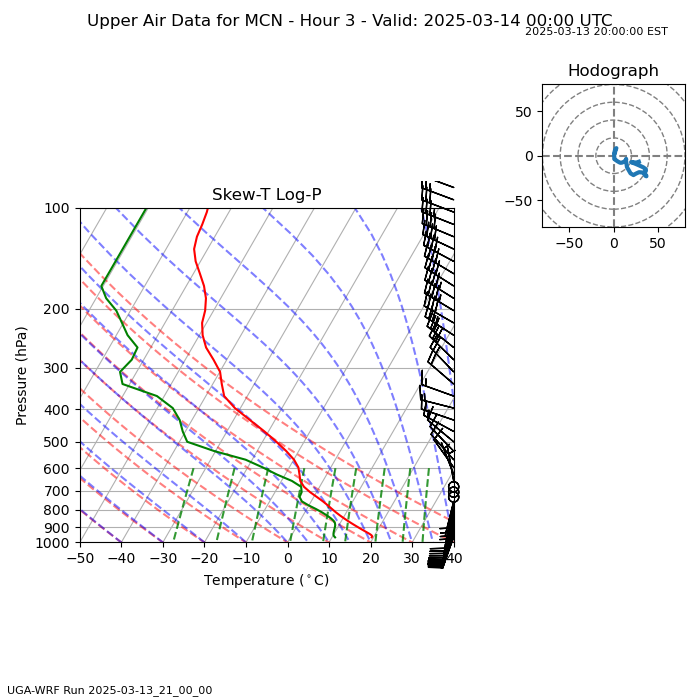 Upper Air Data for MCN - Hour 3 - Valid: 2025-03-14 00:00 UTC
2025-03-13 20:00:00 EST
Hodograph
50
0
−50
−50 0 50
Skew-T Log-P
100
200
300
400
500
600
700
800
900
1000
Pressure (hPa)
−50 −40 −30 −20 −10 0 10 20 30 40
Temperature (°C)
UGA-WRF Run 2025-03-13_21_00_00